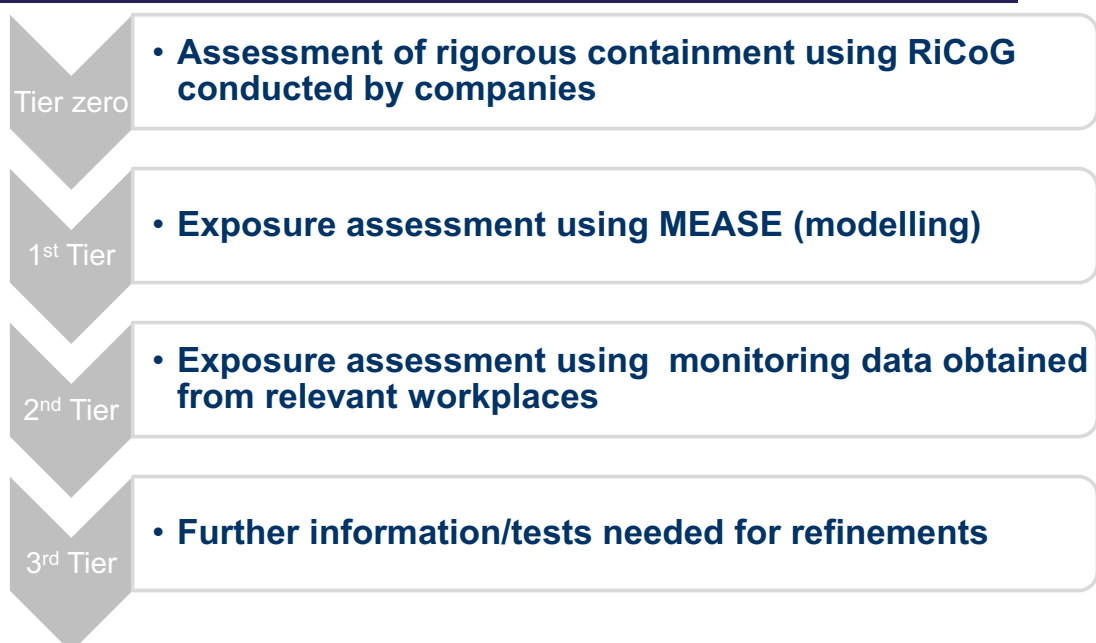 Tier zero
• Assessment of rigorous containment using RiCoG
conducted by companies
1st Tier
• Exposure assessment using MEASE (modelling)
2nd Tier
• Exposure assessment using  monitoring data obtained
from relevant workplaces
3rd Tier
• Further information/tests needed for refinements